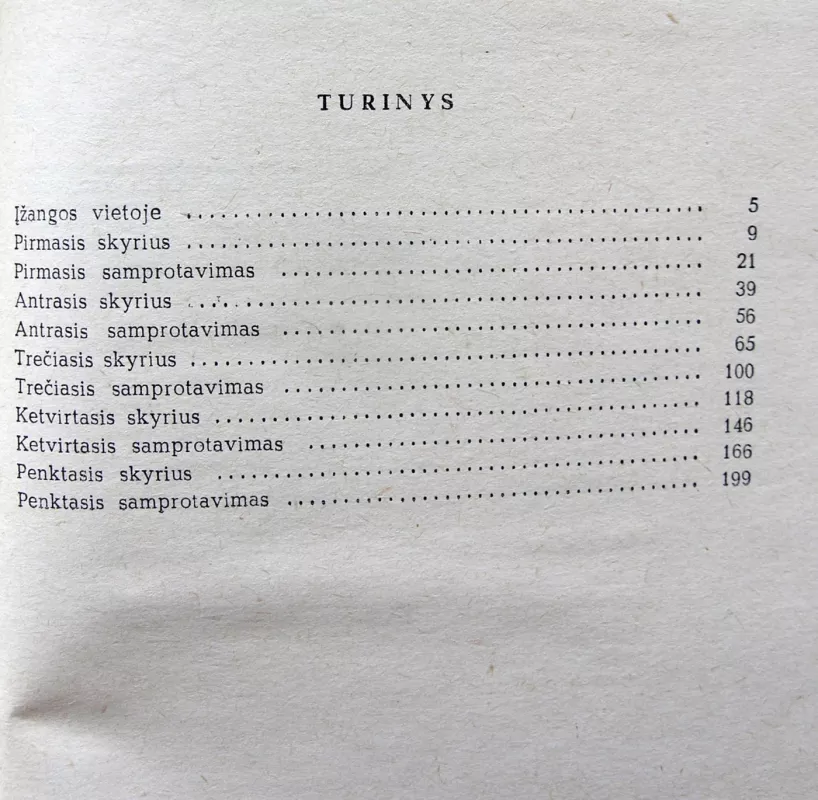 TURINYS
Įžangos vietoje 5
Pirmasis skyrius 9
Pirmasis samprotavimas 21
Antrasis skyrius 39
Antrasis samprotavimas 56
Trečiasis skyrius 65
Trečiasis samprotavimas 100
Ketvirtasis skyrius 118
Ketvirtasis samprotavimas 146
Penktasis skyrius 166
Penktasis samprotavimas 199